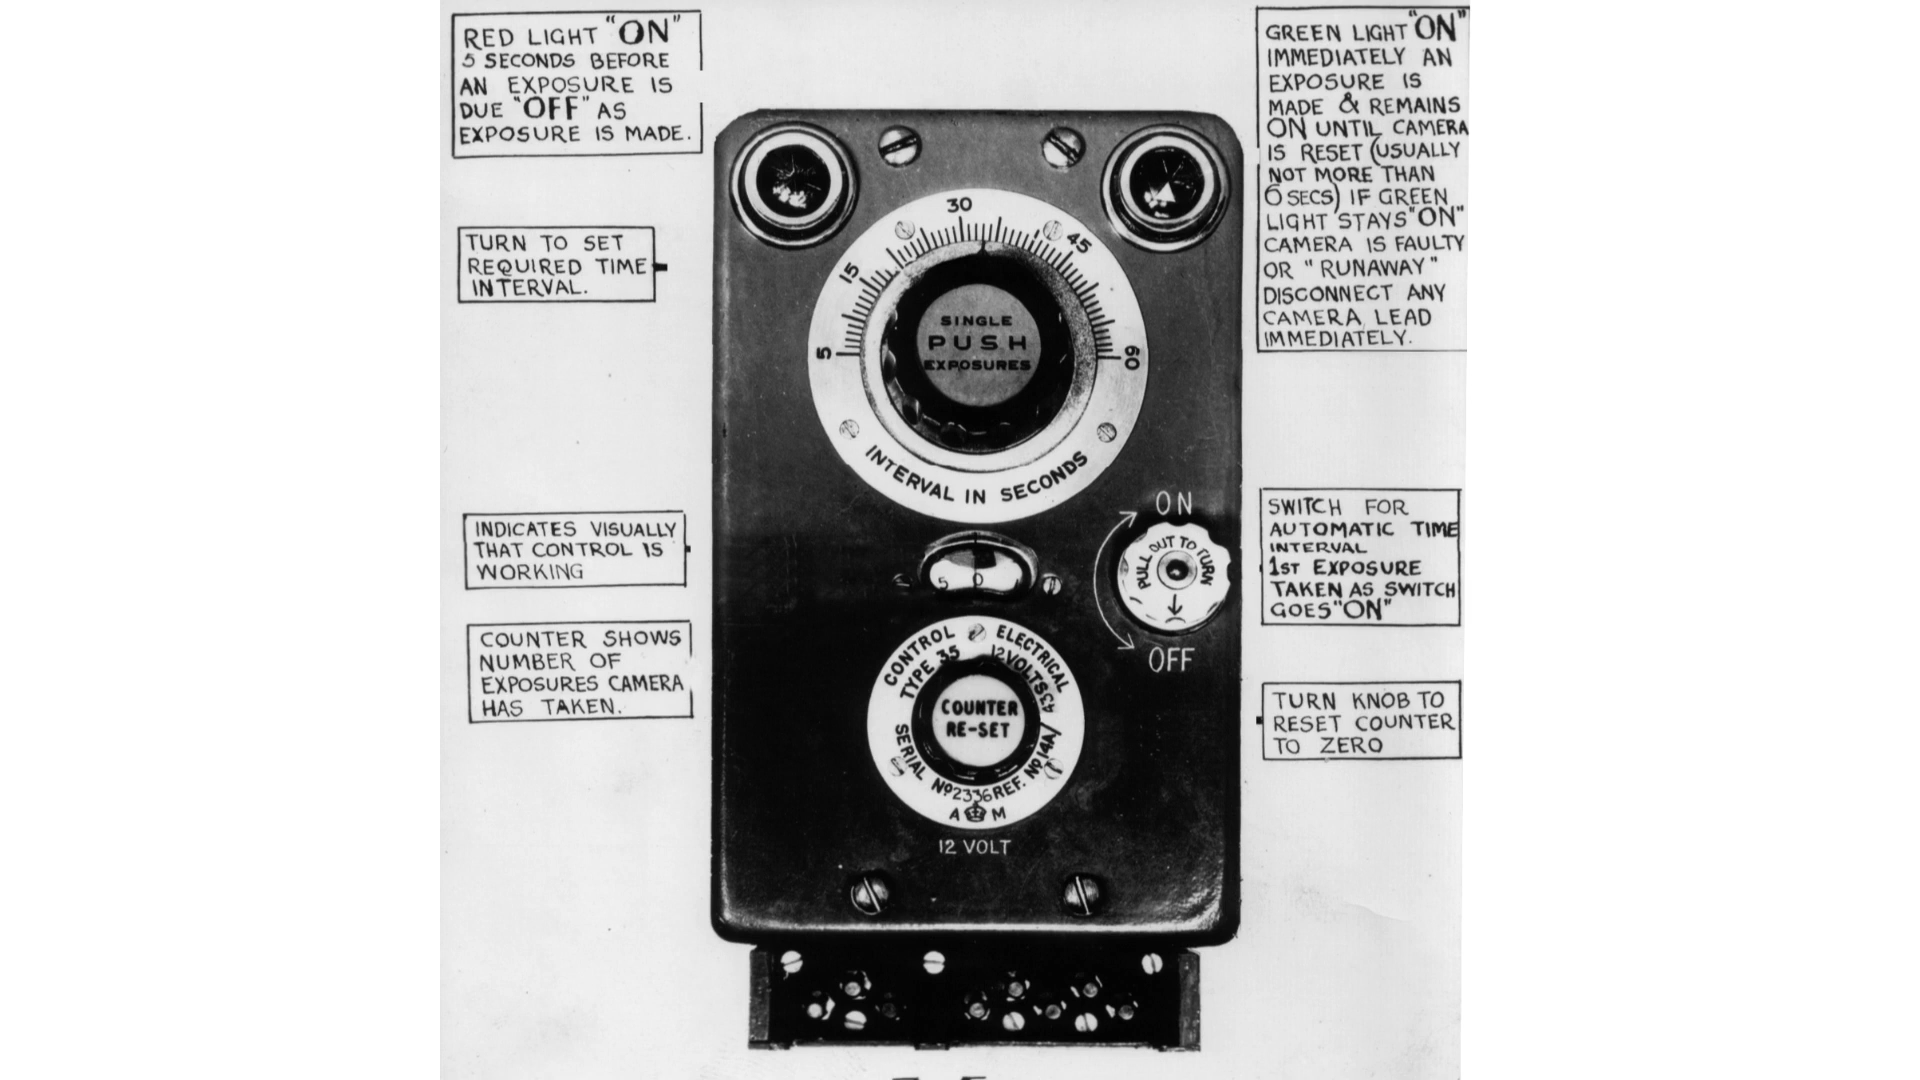 RED LIGHT "ON"
5 SECONDS BEFORE
AN EXPOSURE IS
DUE "OFF" AS
EXPOSURE IS MADE.
TURN TO SET
REQUIRED TIME
INTERVAL.
INDICATES VISUALLY
THAT CONTROL IS
WORKING
COUNTER SHOWS
NUMBER OF
EXPOSURES CAMERA
HAS TAKEN.
5 15 30 45 60
SINGLE
PUSH
EXPOSURES
INTERVAL IN SECONDS
5 0
CONTROL ELECTRICAL
TYPE 35 12 VOLTS
COUNTER
RE-SET
SERIAL No 2336 REF. No 14A/
A M
12 VOLT
ON
PULL OUT TO TURN
OFF
GREEN LIGHT "ON"
IMMEDIATELY AN
EXPOSURE IS
MADE & REMAINS
ON UNTIL CAMERA
IS RESET (USUALLY
NOT MORE THAN
6 SECS) IF GREEN
LIGHT STAYS "ON"
CAMERA IS FAULTY
OR "RUNAWAY"
DISCONNECT ANY
CAMERA LEAD
IMMEDIATELY.
SWITCH FOR
AUTOMATIC TIME
INTERVAL
1ST EXPOSURE
TAKEN AS SWITCH
GOES "ON"
TURN KNOB TO
RESET COUNTER
TO ZERO